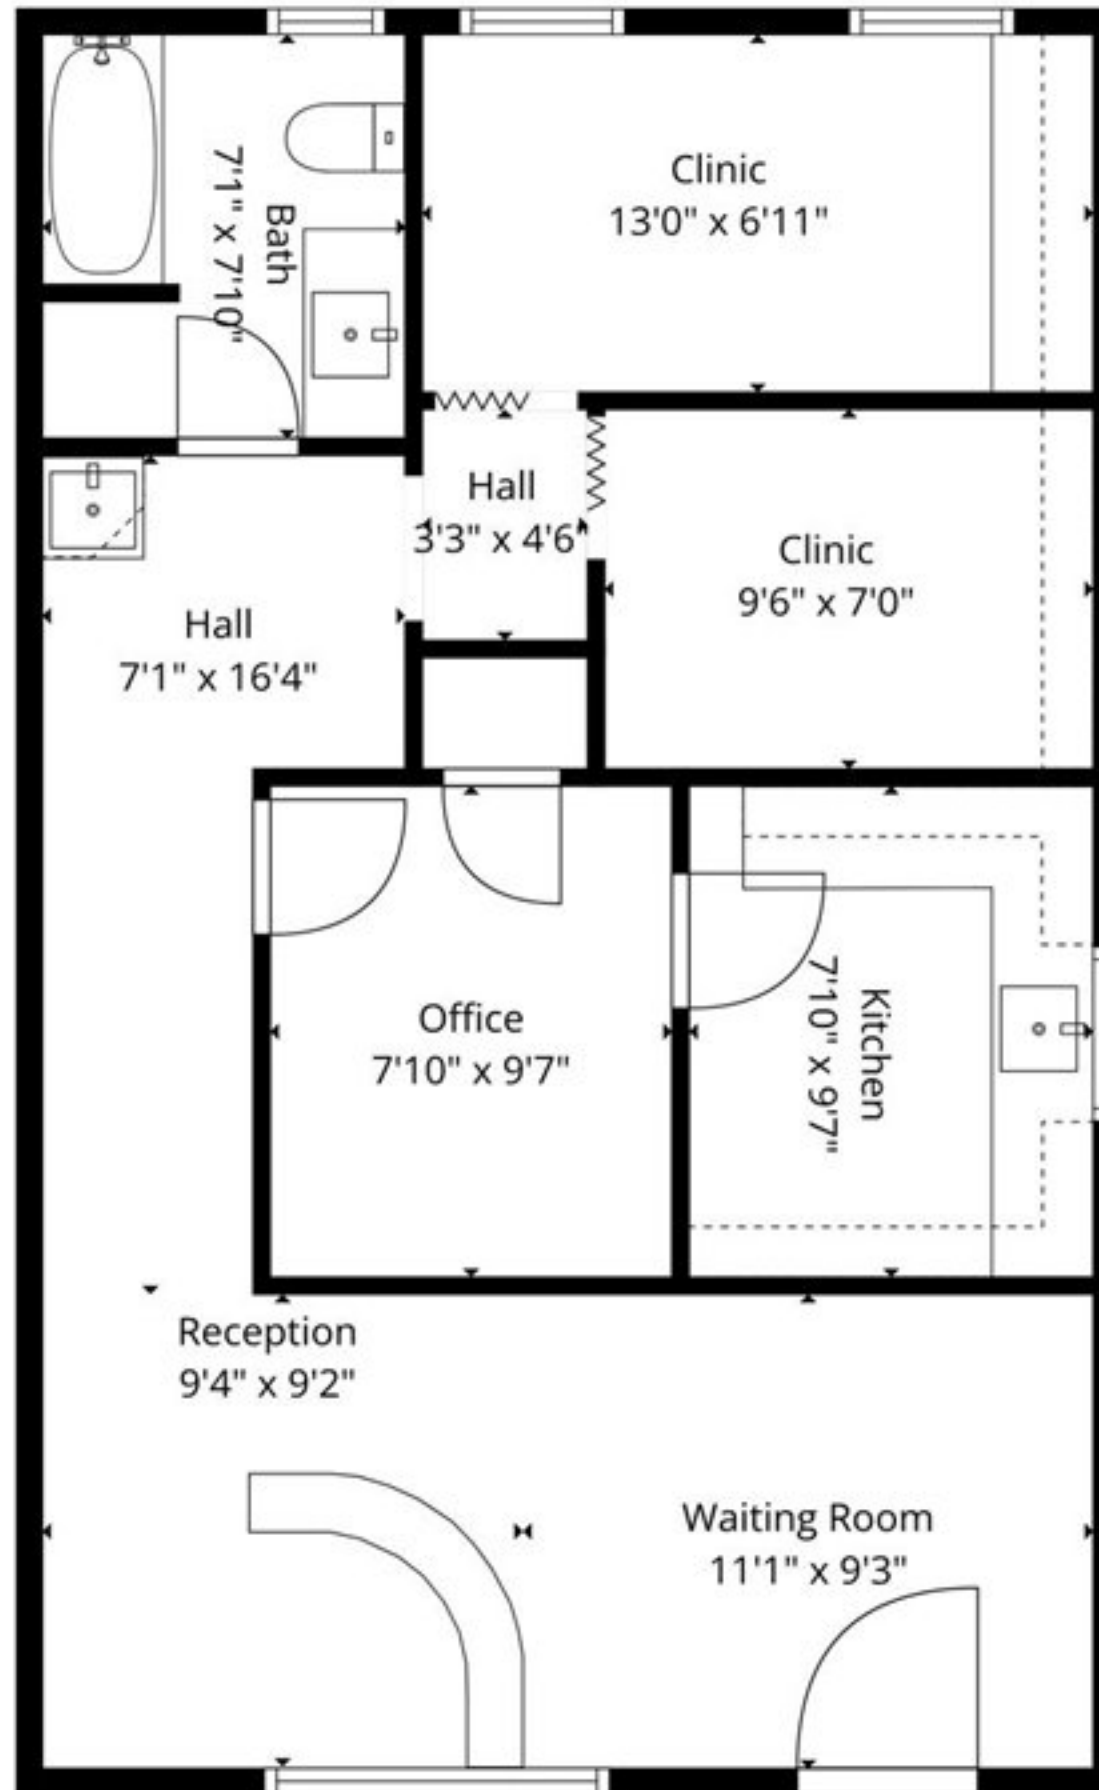 Bath
7'1" x 7'10"
Clinic
13'0" x 6'11"
Hall
3'3" x 4'6"
Clinic
9'6" x 7'0"
Hall
7'1" x 16'4"
Office
7'10" x 9'7"
Kitchen
7'10" x 9'7"
Reception
9'4" x 9'2"
Waiting Room
11'1" x 9'3"